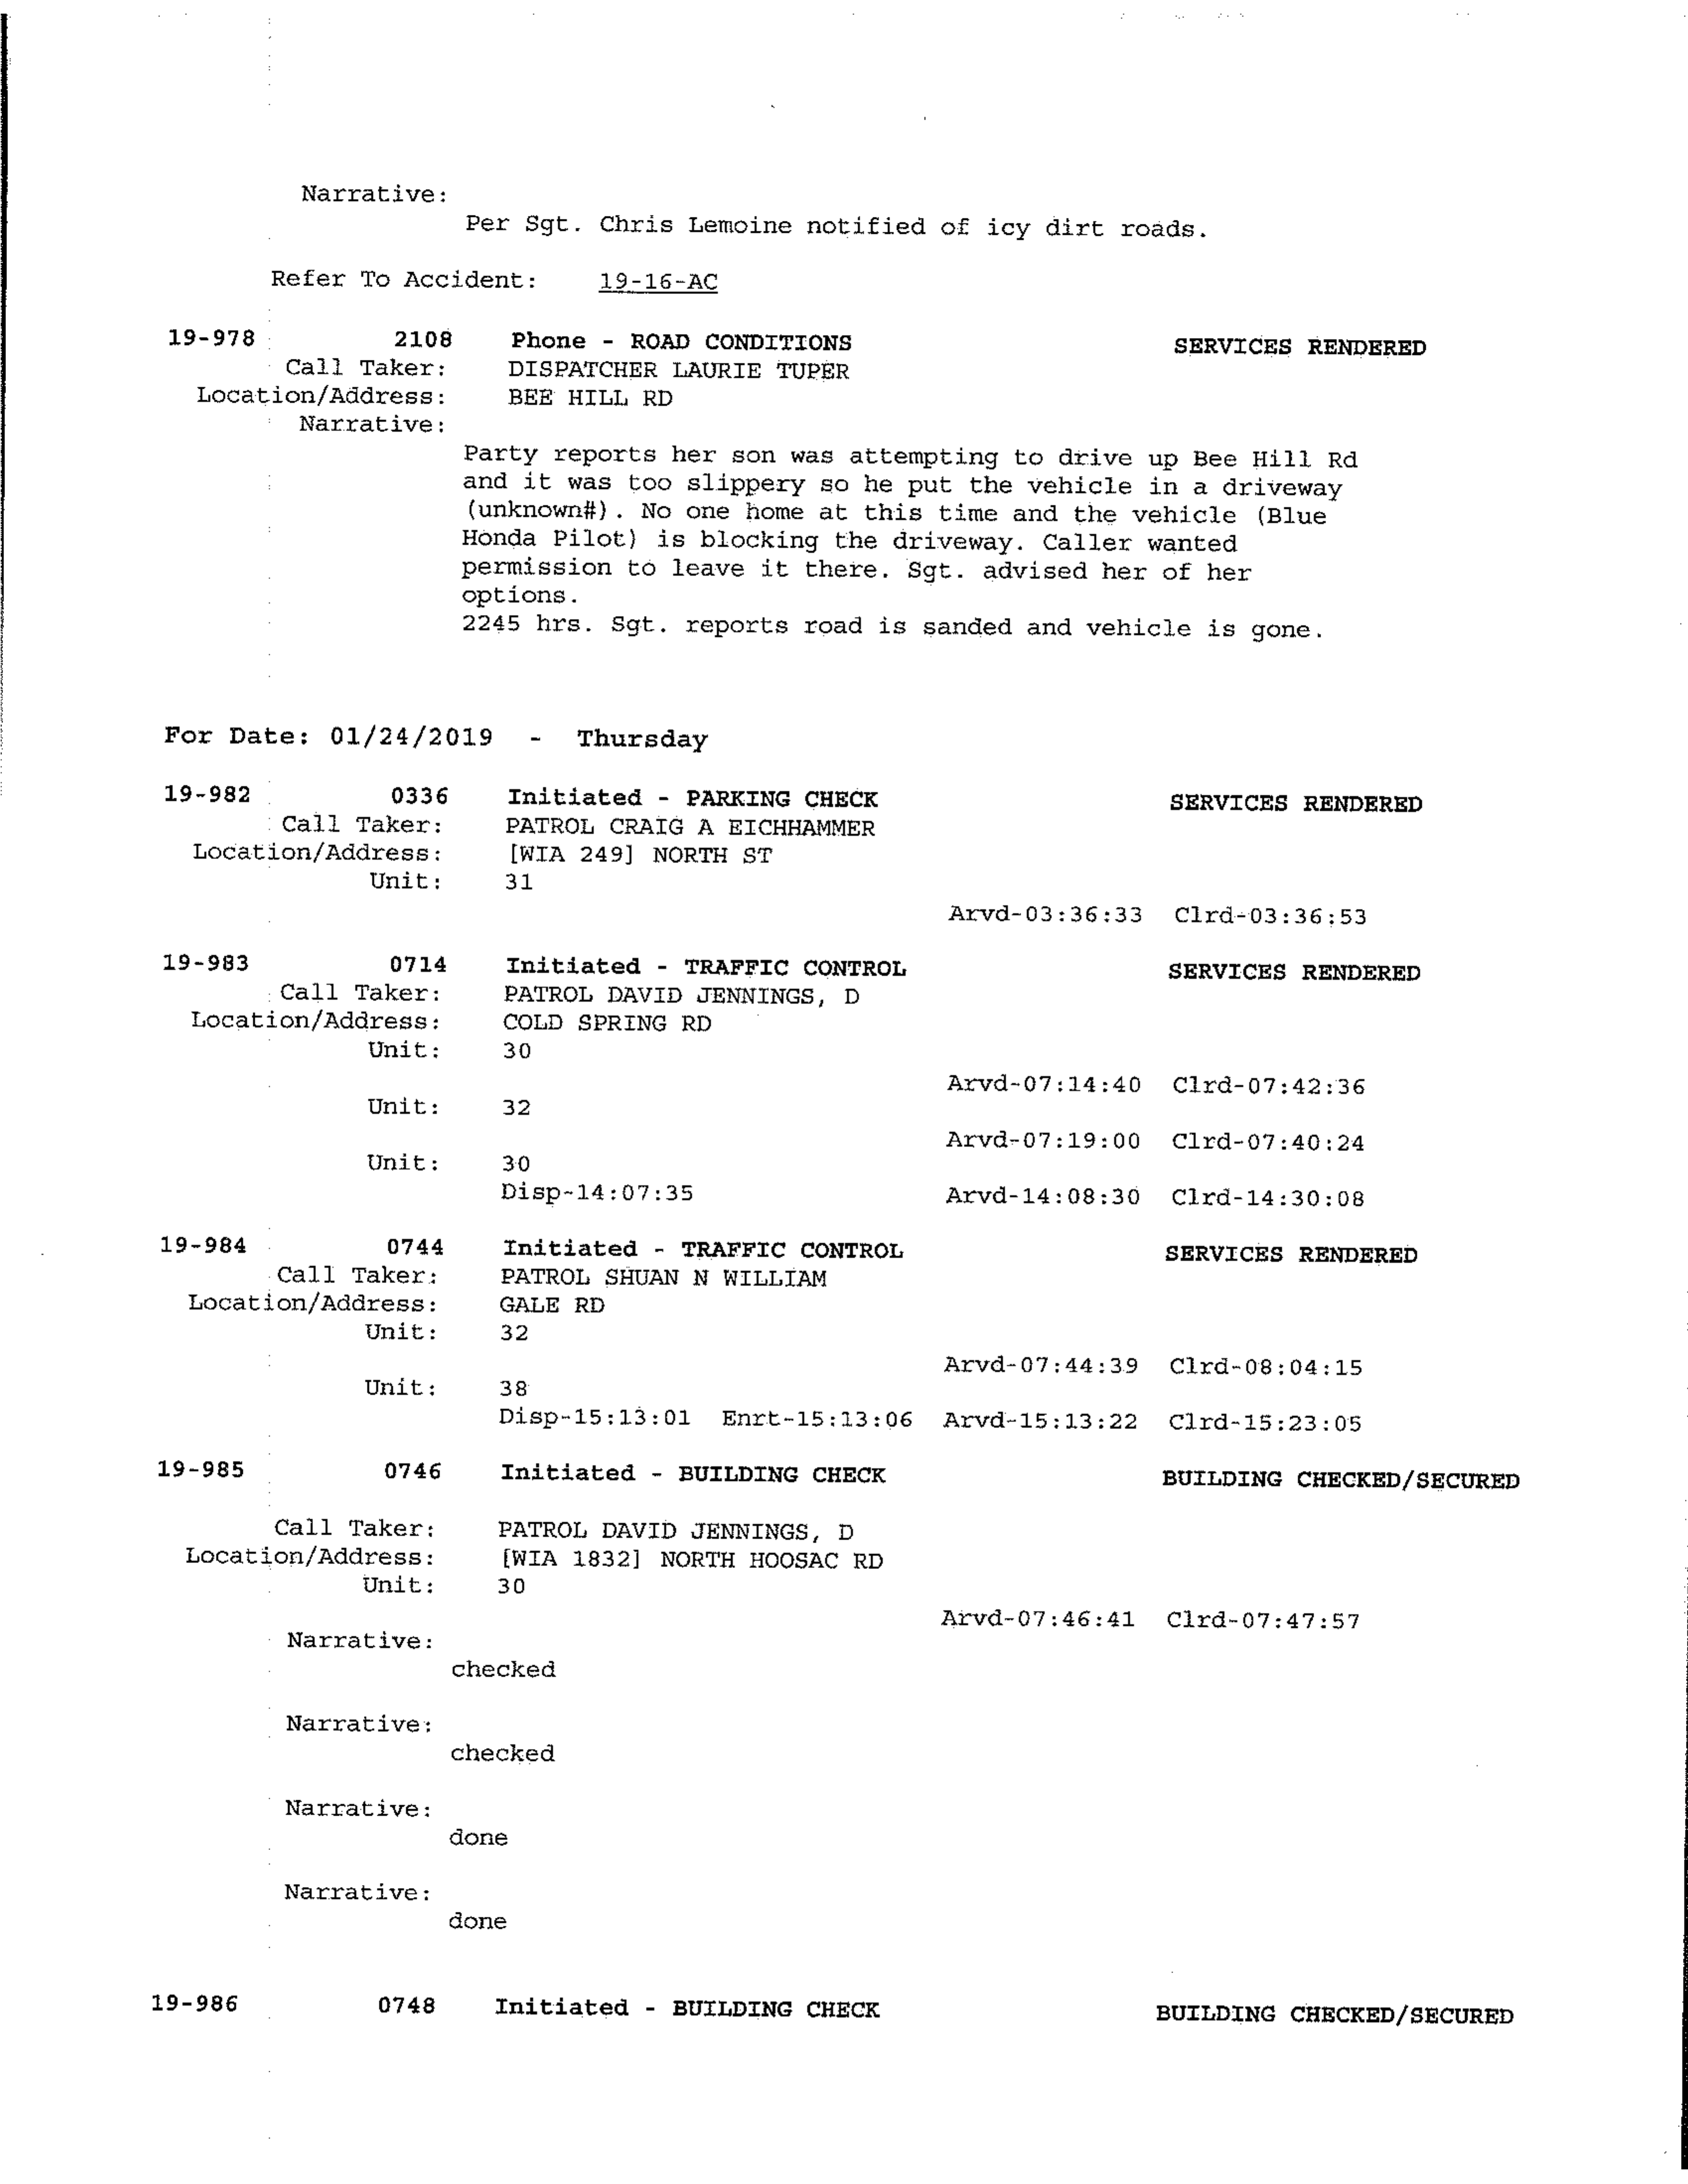 Narrative:
Per Sgt. Chris Lemoine notified of icy dirt roads.
Refer To Accident: 19-16-AC
19-978 2108 Phone - ROAD CONDITIONS SERVICES RENDERED
Call Taker: DISPATCHER LAURIE TUPER
Location/Address: BEE HILL RD
Narrative:
Party reports her son was attempting to drive up Bee Hill Rd
and it was too slippery so he put the vehicle in a driveway
(unknown#). No one home at this time and the vehicle (Blue
Honda Pilot) is blocking the driveway. Caller wanted
permission to leave it there. Sgt. advised her of her
options.
2245 hrs. Sgt. reports road is sanded and vehicle is gone.
For Date: 01/24/2019 - Thursday
19-982 0336 Initiated - PARKING CHECK SERVICES RENDERED
Call Taker: PATROL CRAIG A EICHHAMMER
Location/Address: [WIA 249] NORTH ST
Unit: 31
Arvd-03:36:33 Clrd-03:36:53
19-983 0714 Initiated - TRAFFIC CONTROL SERVICES RENDERED
Call Taker: PATROL DAVID JENNINGS, D
Location/Address: COLD SPRING RD
Unit: 30
Arvd-07:14:40 Clrd-07:42:36
Unit: 32
Arvd-07:19:00 Clrd-07:40:24
Unit: 30
Disp-14:07:35 Arvd-14:08:30 Clrd-14:30:08
19-984 0744 Initiated - TRAFFIC CONTROL SERVICES RENDERED
Call Taker: PATROL SHUAN N WILLIAM
Location/Address: GALE RD
Unit: 32
Arvd-07:44:39 Clrd-08:04:15
Unit: 38
Disp-15:13:01 Enrt-15:13:06 Arvd-15:13:22 Clrd-15:23:05
19-985 0746 Initiated - BUILDING CHECK BUILDING CHECKED/SECURED
Call Taker: PATROL DAVID JENNINGS, D
Location/Address: [WIA 1832] NORTH HOOSAC RD
Unit: 30
Arvd-07:46:41 Clrd-07:47:57
Narrative:
checked
Narrative:
checked
Narrative:
done
Narrative:
done
19-986 0748 Initiated - BUILDING CHECK BUILDING CHECKED/SECURED